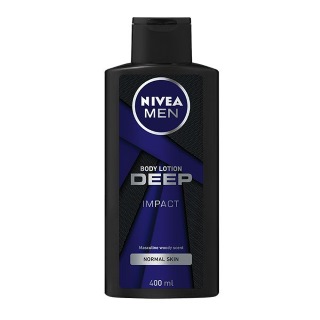 NIVEA
MEN
BODY LOTION
DEEP
IMPACT
Masculine woody scent
NORMAL SKIN
400 ml